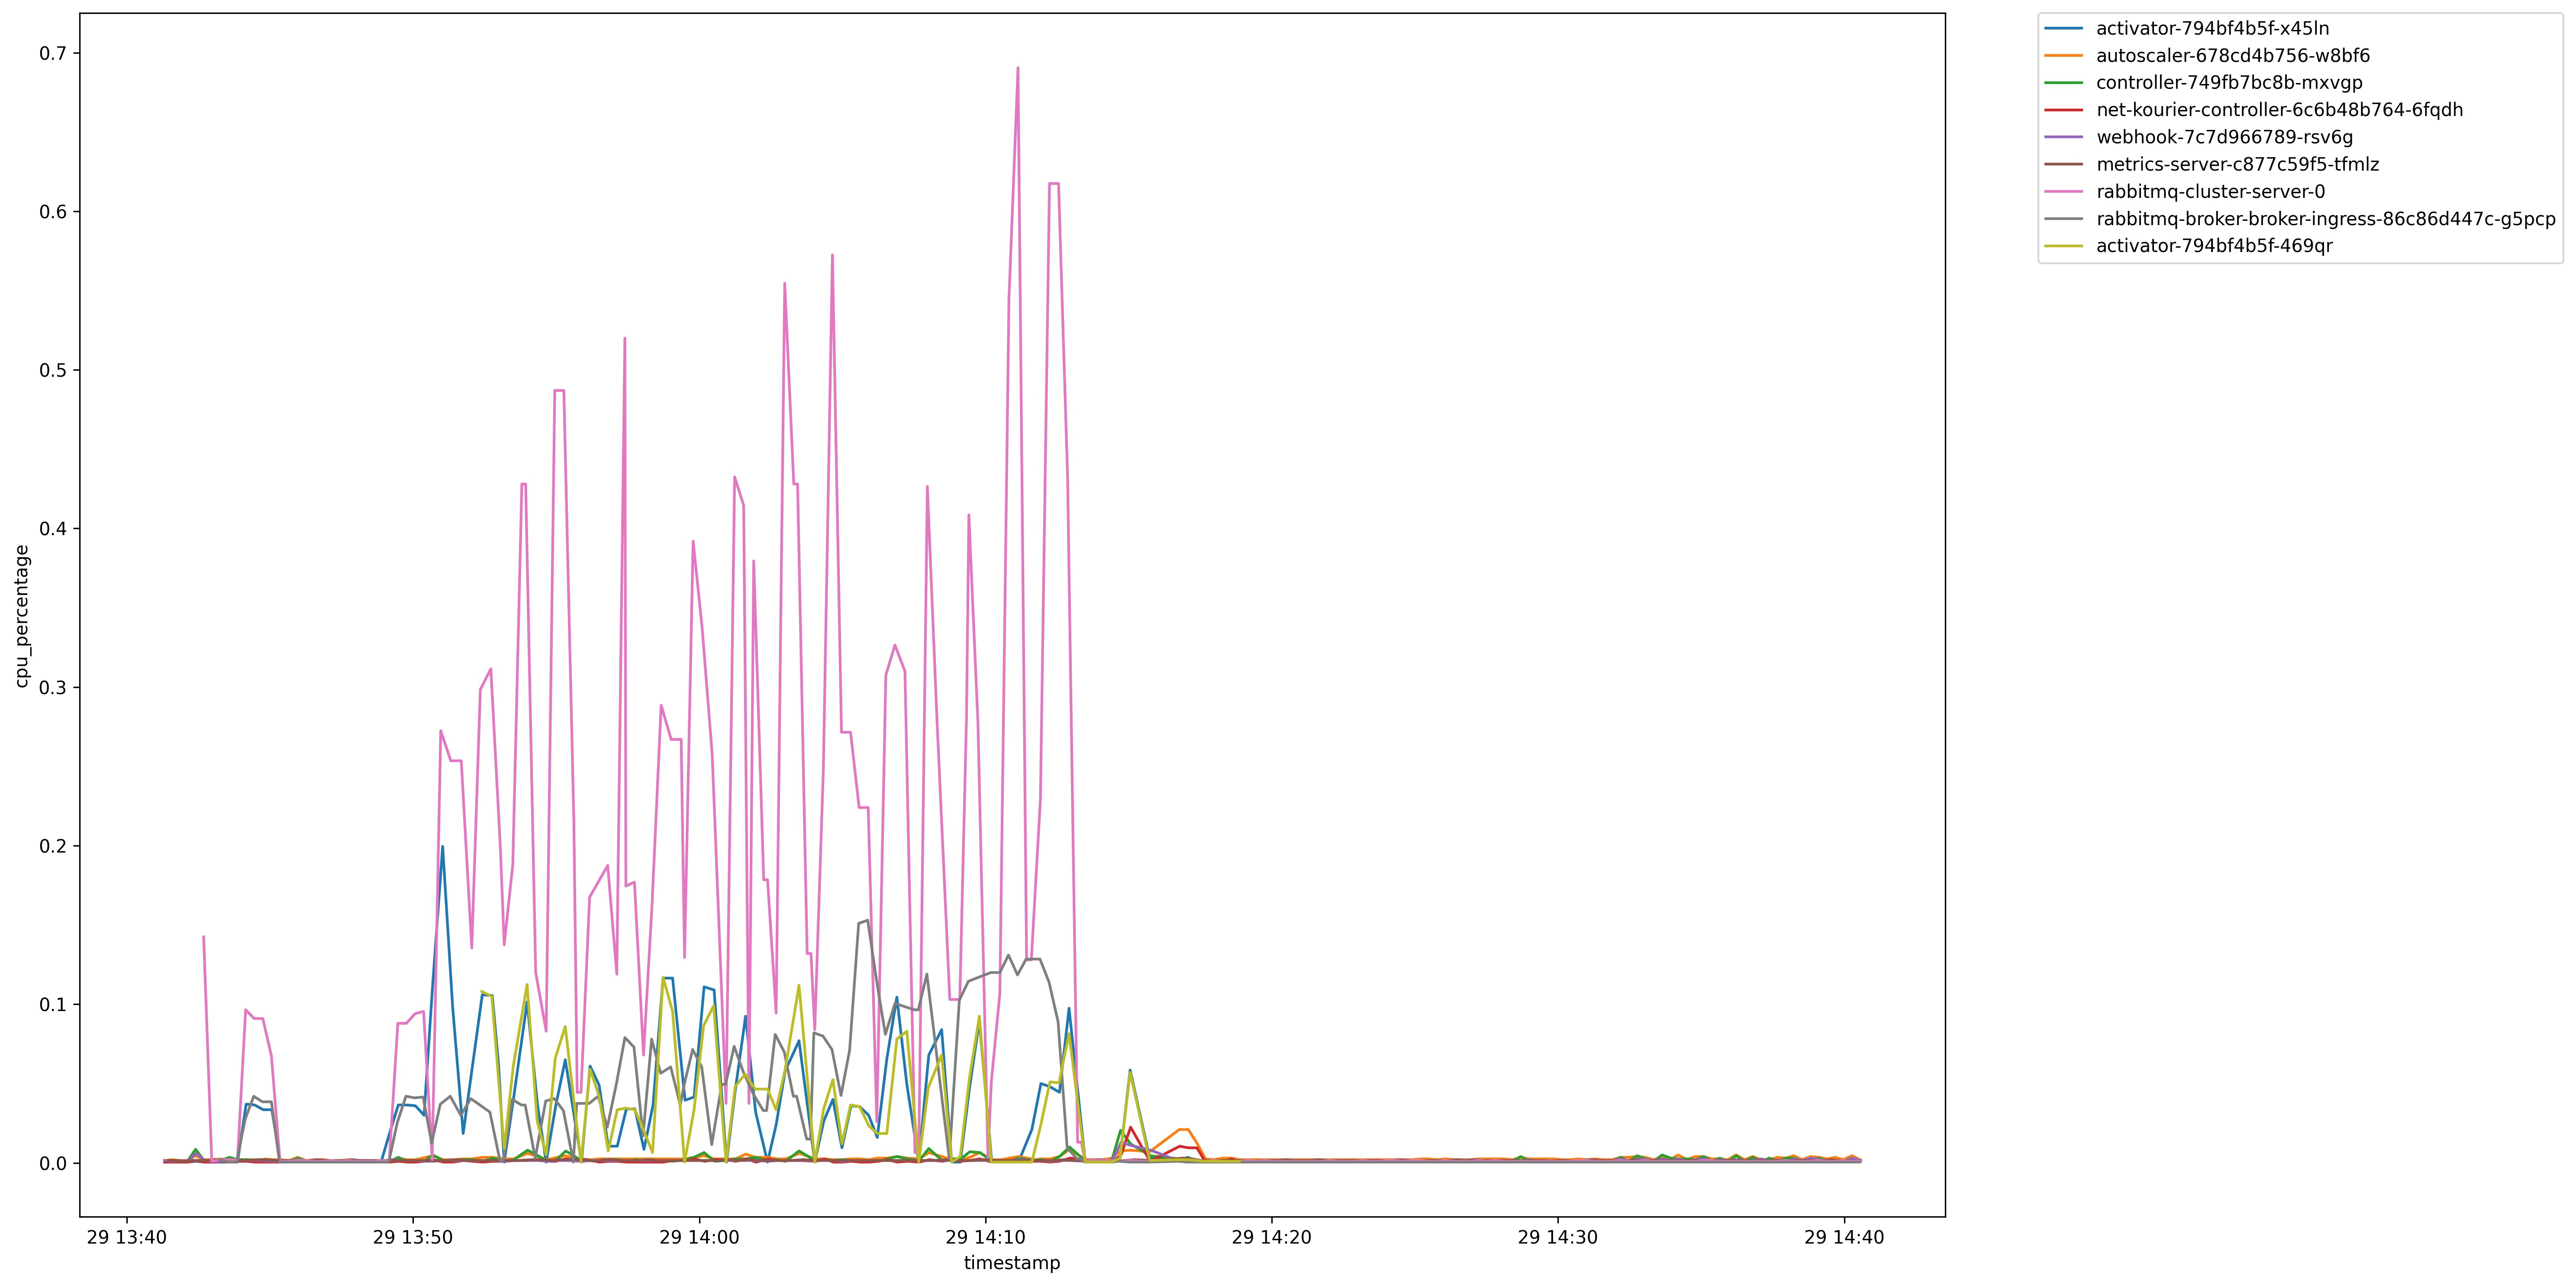 0.7
0.6
0.5
0.4
0.3
0.2
0.1
0.0
cpu_percentage
29 13:40
29 13:50
29 14:00
29 14:10
29 14:20
29 14:30
29 14:40
timestamp
activator-794bf4b5f-x45ln
autoscaler-678cd4b756-w8bf6
controller-749fb7bc8b-mxvgp
net-kourier-controller-6c6b48b764-6fqdh
webhook-7c7d966789-rsv6g
metrics-server-c877c59f5-tfmlz
rabbitmq-cluster-server-0
rabbitmq-broker-broker-ingress-86c86d447c-g5pcp
activator-794bf4b5f-469qr